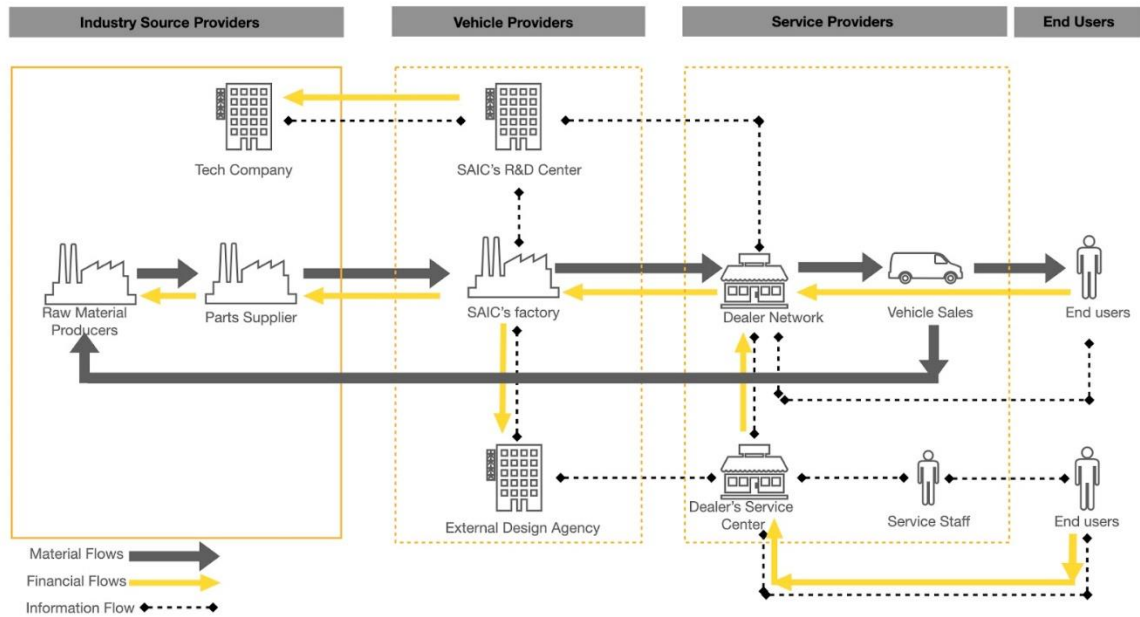 Industry Source Providers
Vehicle Providers
Service Providers
End Users
Tech Company
SAIC's R&D Center
Raw Material
Producers
Parts Supplier
SAIC's factory
Dealer Network
Vehicle Sales
End users
External Design Agency
Dealer's Service
Center
Service Staff
End users
Material Flows
Financial Flows
Information Flow